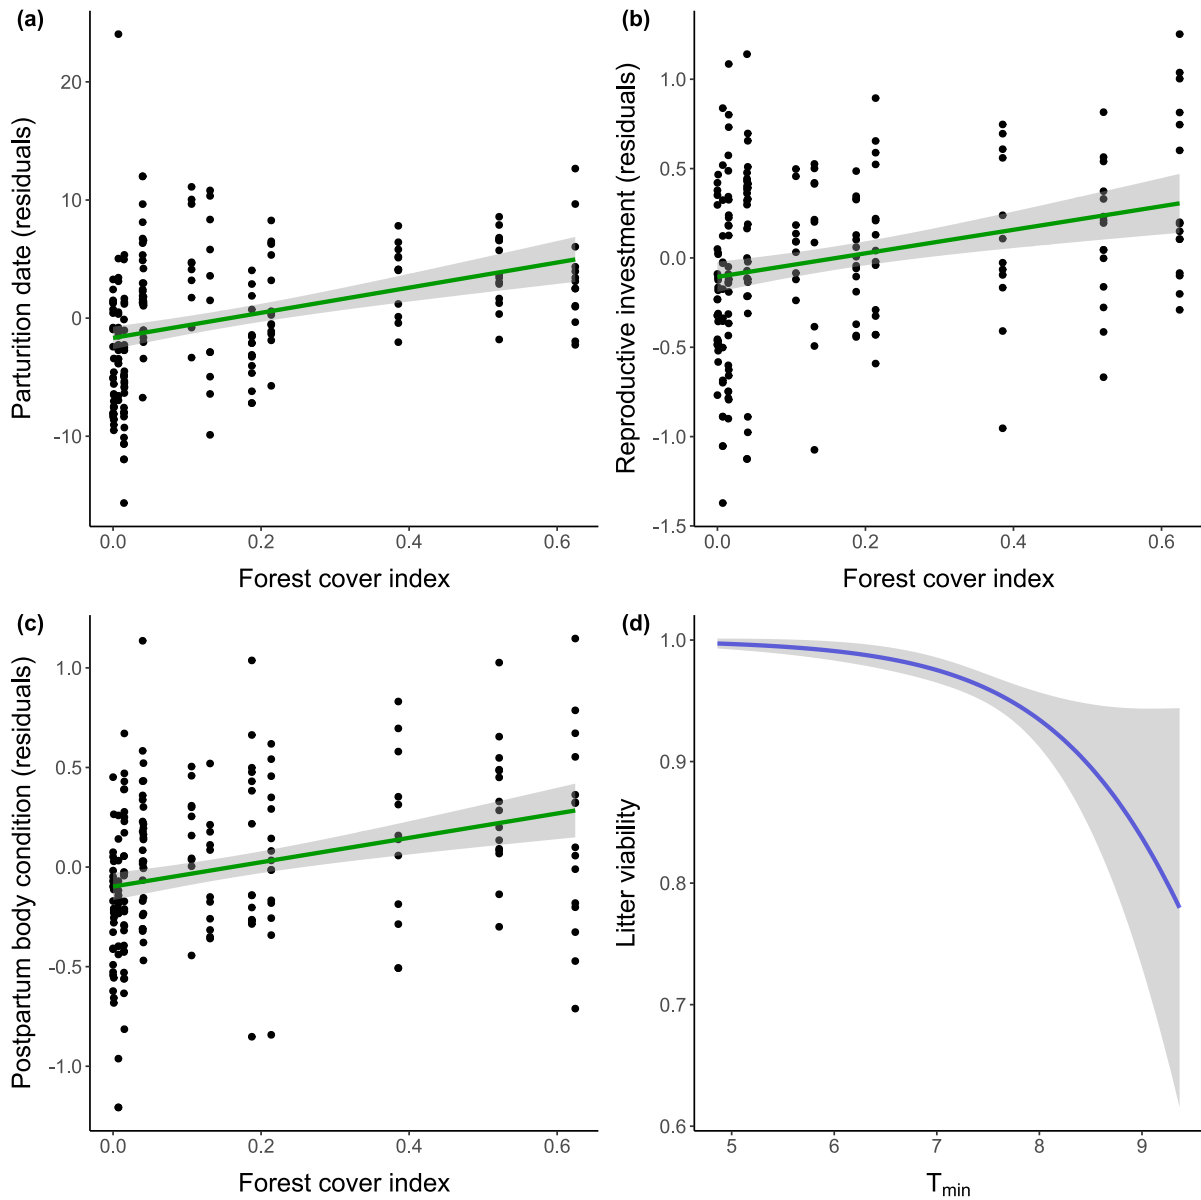 (a)
Parturition date (residuals)
20
10
0
-10
0.0 0.2 0.4 0.6
Forest cover index
(b)
Reproductive investment (residuals)
1.0
0.5
0.0
-0.5
-1.0
-1.5
0.0 0.2 0.4 0.6
Forest cover index
(c)
Postpartum body condition (residuals)
1.0
0.5
0.0
-0.5
-1.0
0.0 0.2 0.4 0.6
Forest cover index
(d)
Litter viability
1.0
0.9
0.8
0.7
0.6
5 6 7 8 9
Tmin